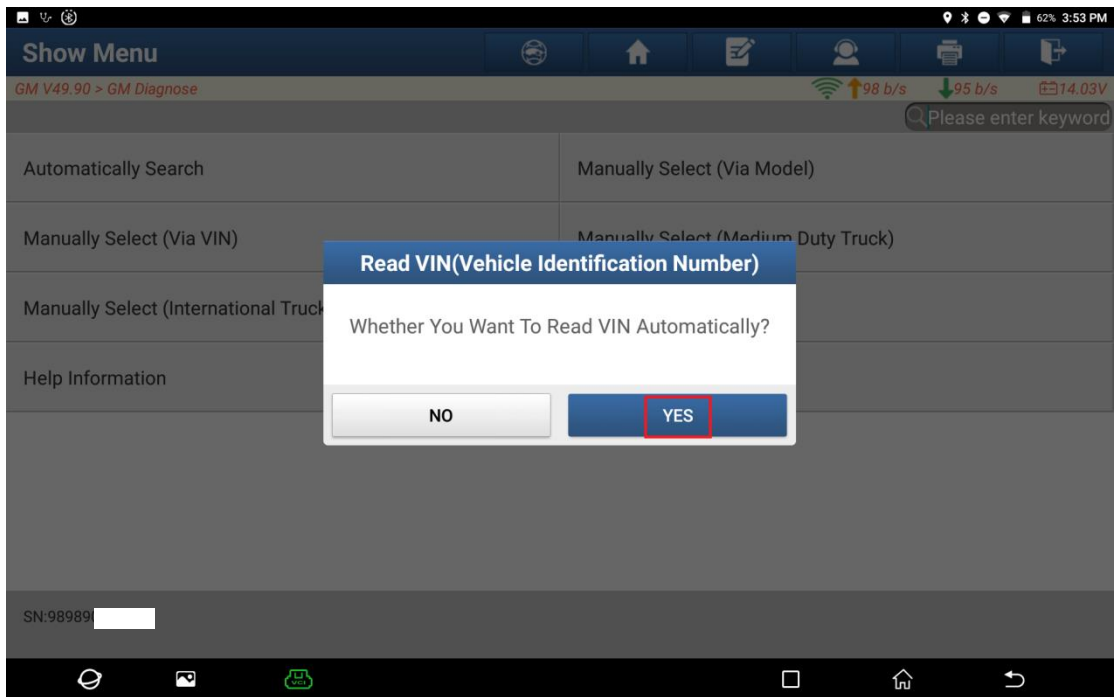 62% 3:53 PM
Show Menu
GM V49.90 > GM Diagnose
98 b/s
95 b/s
14.03V
Please enter keyword
Automatically Search
Manually Select (Via Model)
Manually Select (Via VIN)
Manually Select (Medium Duty Truck)
Manually Select (International Truck
Help Information
Read VIN(Vehicle Identification Number)
Whether You Want To Read VIN Automatically?
NO
YES
SN:989890
VCI